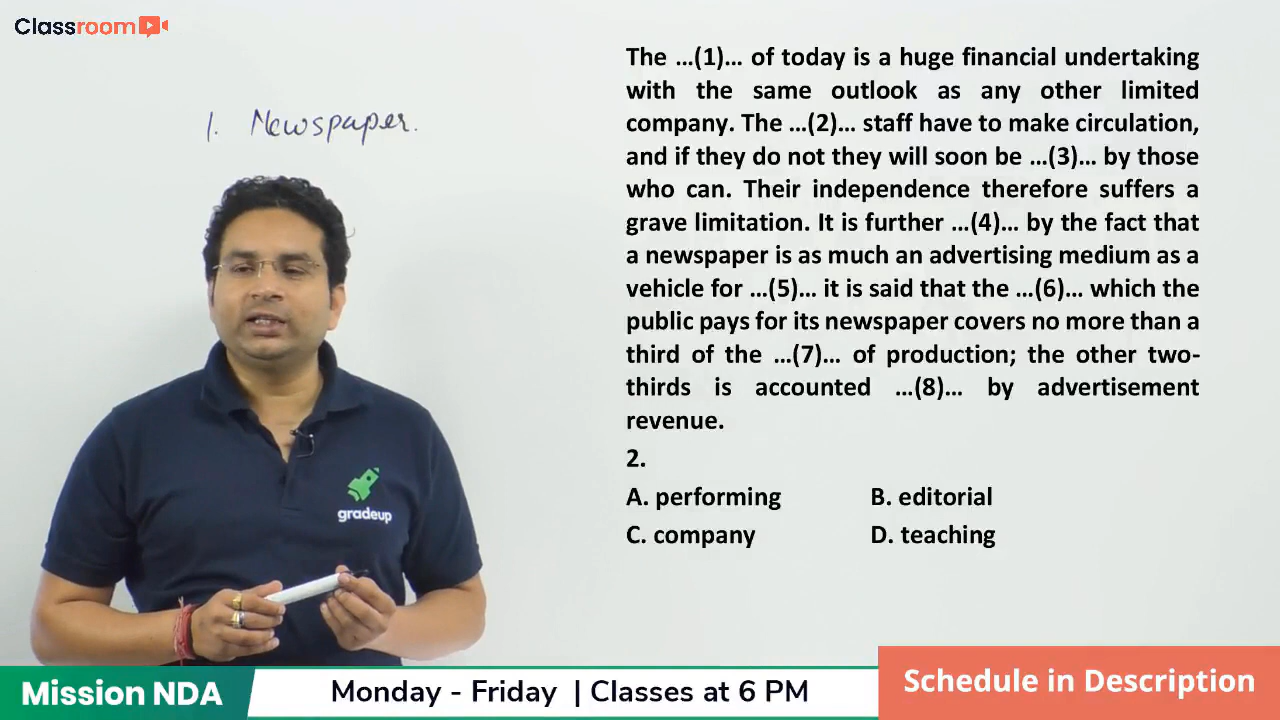 Classroom
1. Newspaper.
The ...(1)... of today is a huge financial undertaking
with the same outlook as any other limited
company. The ...(2)... staff have to make circulation,
and if they do not they will soon be ...(3)... by those
who can. Their independence therefore suffers a
grave limitation. It is further ...(4)... by the fact that
a newspaper is as much an advertising medium as a
vehicle for ...(5)... it is said that the ...(6)... which the
public pays for its newspaper covers no more than a
third of the ...(7)... of production; the other two-
thirds is accounted ...(8)... by advertisement
revenue.
2.
A. performing B. editorial
C. company D. teaching
gradeup
Mission NDA Monday - Friday | Classes at 6 PM Schedule in Description